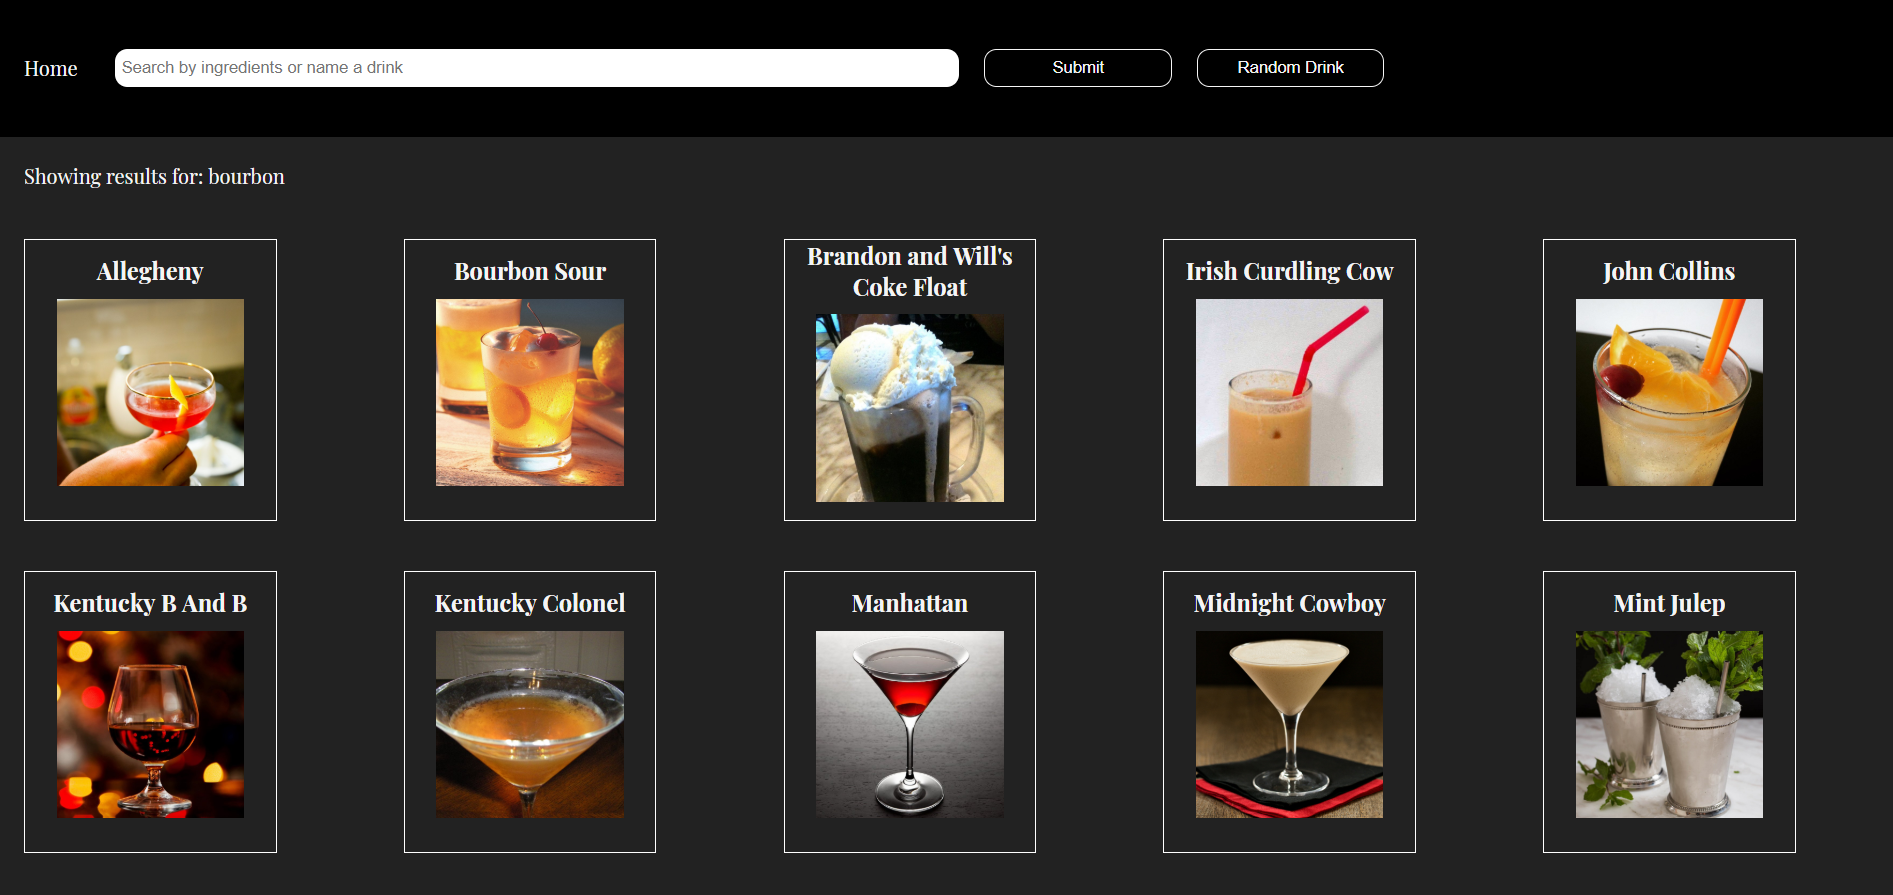 Home
Search by ingredients or name a drink
Submit
Random Drink
Showing results for: bourbon
Allegheny
Bourbon Sour
Brandon and Will's
Coke Float
Irish Curdling Cow
John Collins
Kentucky B And B
Kentucky Colonel
Manhattan
Midnight Cowboy
Mint Julep